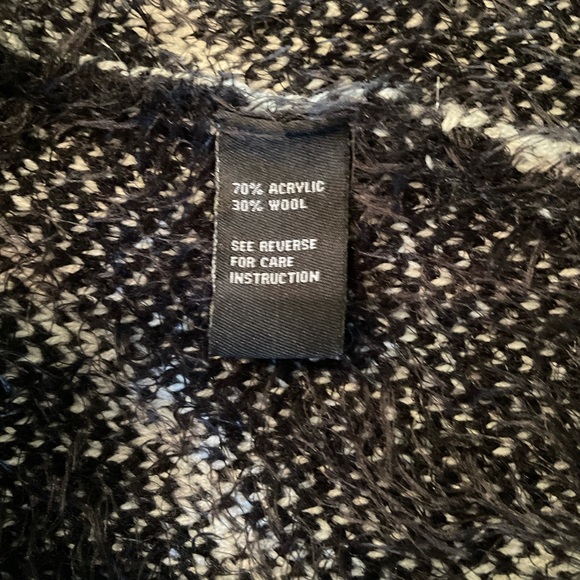 70% ACRYLIC
30% WOOL
SEE REVERSE
FOR CARE
INSTRUCTION